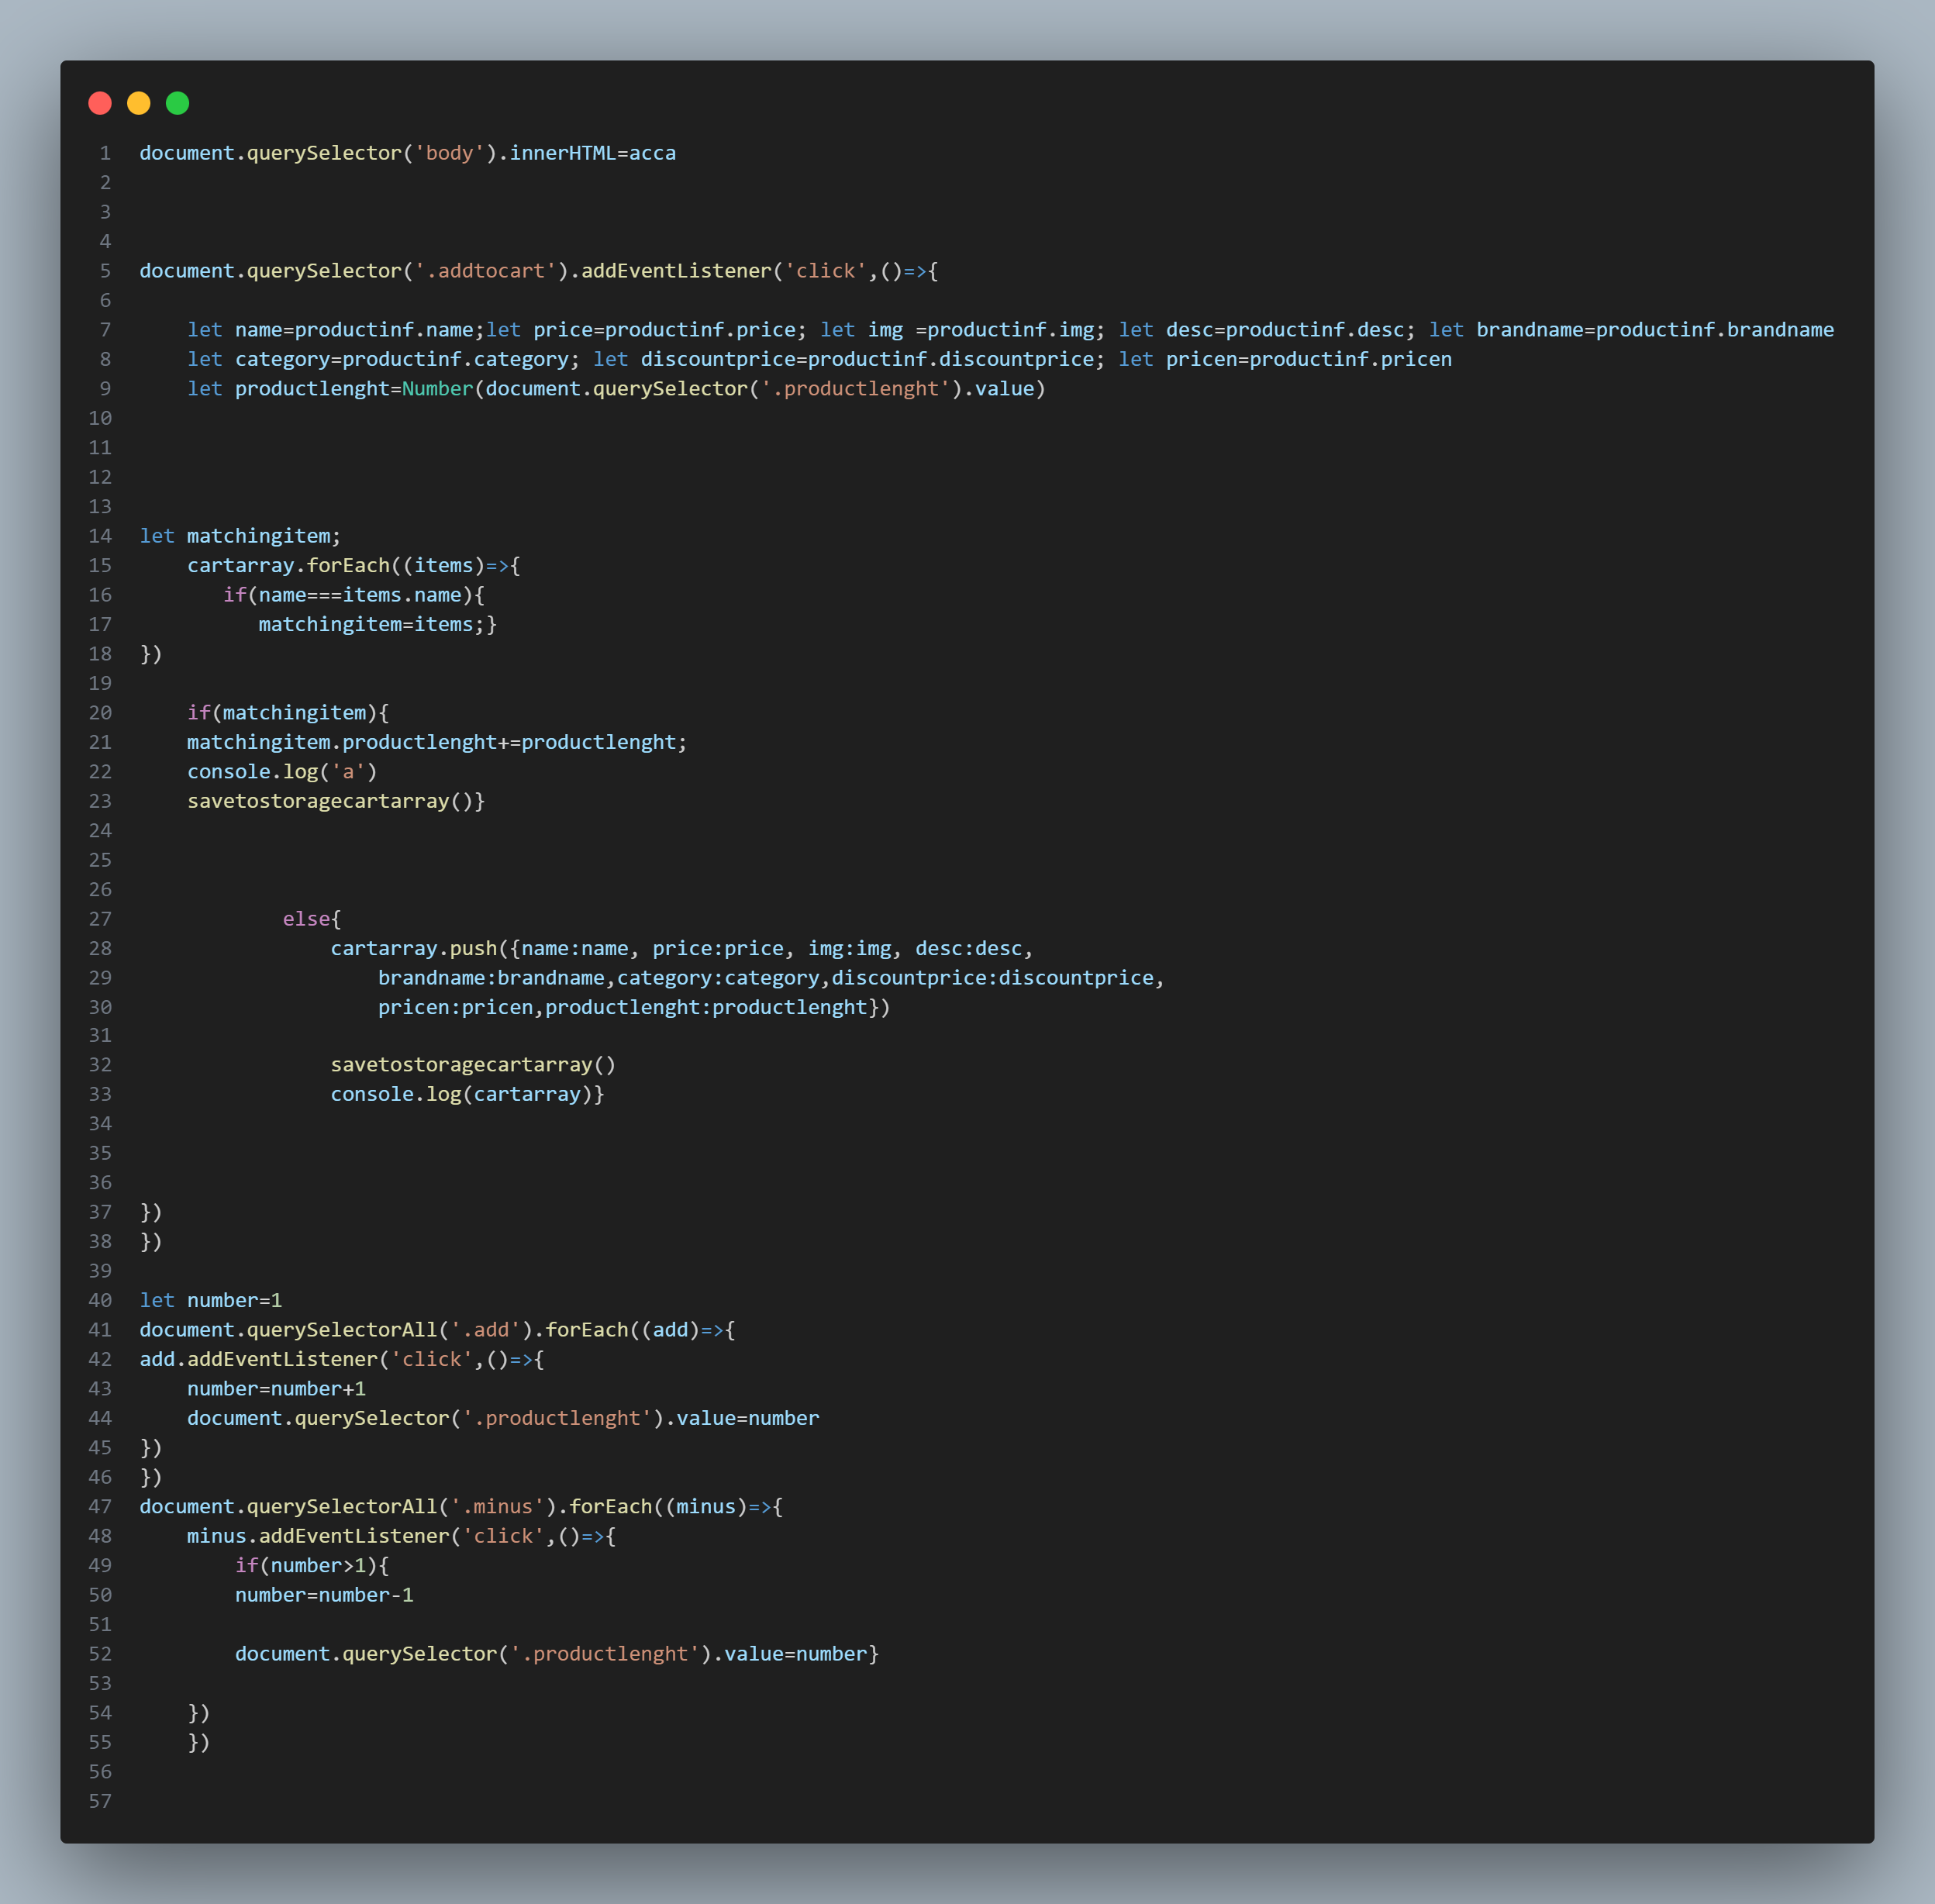 1 document.querySelector('body').innerHTML=acca
2
3
4
5 document.querySelector('.addtocart').addEventListener('click',()=>{
6
7     let name=productinf.name;let price=productinf.price; let img =productinf.img; let desc=productinf.desc; let brandname=productinf.brandname
8     let category=productinf.category; let discountprice=productinf.discountprice; let pricen=productinf.pricen
9     let productlenght=Number(document.querySelector('.productlenght').value)
10
11
12
13
14 let matchingitem;
15     cartarray.forEach((items)=>{
16        if(name===items.name){
17           matchingitem=items;}
18 })
19
20     if(matchingitem){
21     matchingitem.productlenght+=productlenght;
22     console.log('a')
23     savetostoragecartarray()}
24
25
26
27             else{
28                 cartarray.push({name:name, price:price, img:img, desc:desc,
29                     brandname:brandname,category:category,discountprice:discountprice,
30                     pricen:pricen,productlenght:productlenght})
31
32                 savetostoragecartarray()
33                 console.log(cartarray)}
34
35
36
37 })
38 })
39
40 let number=1
41 document.querySelectorAll('.add').forEach((add)=>{
42 add.addEventListener('click',()=>{
43     number=number+1
44     document.querySelector('.productlenght').value=number
45 })
46 })
47 document.querySelectorAll('.minus').forEach((minus)=>{
48     minus.addEventListener('click',()=>{
49         if(number>1){
50         number=number-1
51
52         document.querySelector('.productlenght').value=number}
53
54     })
55     })
56
57